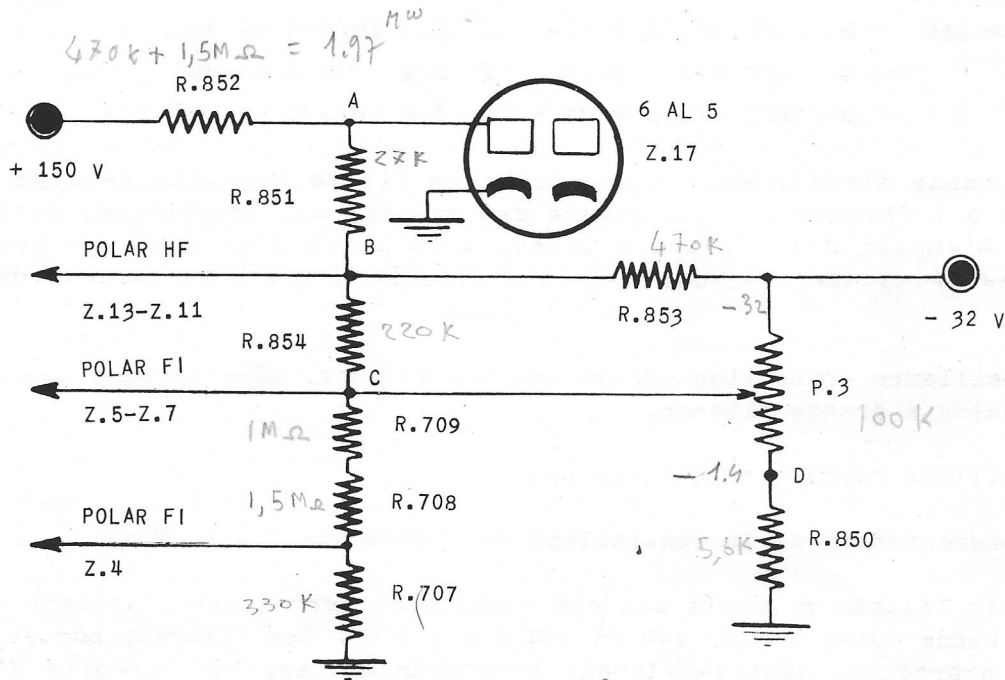 470K + 1,5MΩ = 1.97 MW
R.852
A
6 AL 5
Z.17
+ 150 V
27K
R.851
B
POLAR HF
470K
Z.13-Z.11
R.853
-32
- 32 V
R.854
220K
POLAR FI
C
P.3
Z.5-Z.7
100K
1MΩ
R.709
-1.4
D
1,5MΩ
R.708
POLAR FI
5,6K
R.850
Z.4
330K
R.707